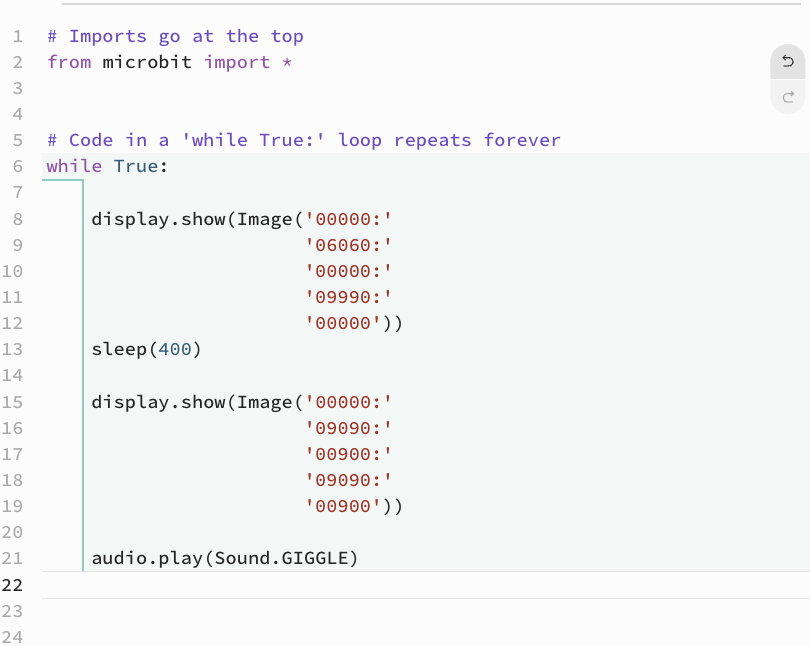 1 # Imports go at the top
2 from microbit import *
3
4
5 # Code in a 'while True:' loop repeats forever
6 while True:
7
8     display.show(Image('00000:'
9                        '06060:'
10                        '00000:'
11                        '09990:'
12                        '00000'))
13     sleep(400)
14
15     display.show(Image('00000:'
16                        '09090:'
17                        '00900:'
18                        '09090:'
19                        '00900'))
20
21     audio.play(Sound.GIGGLE)
22
23
24